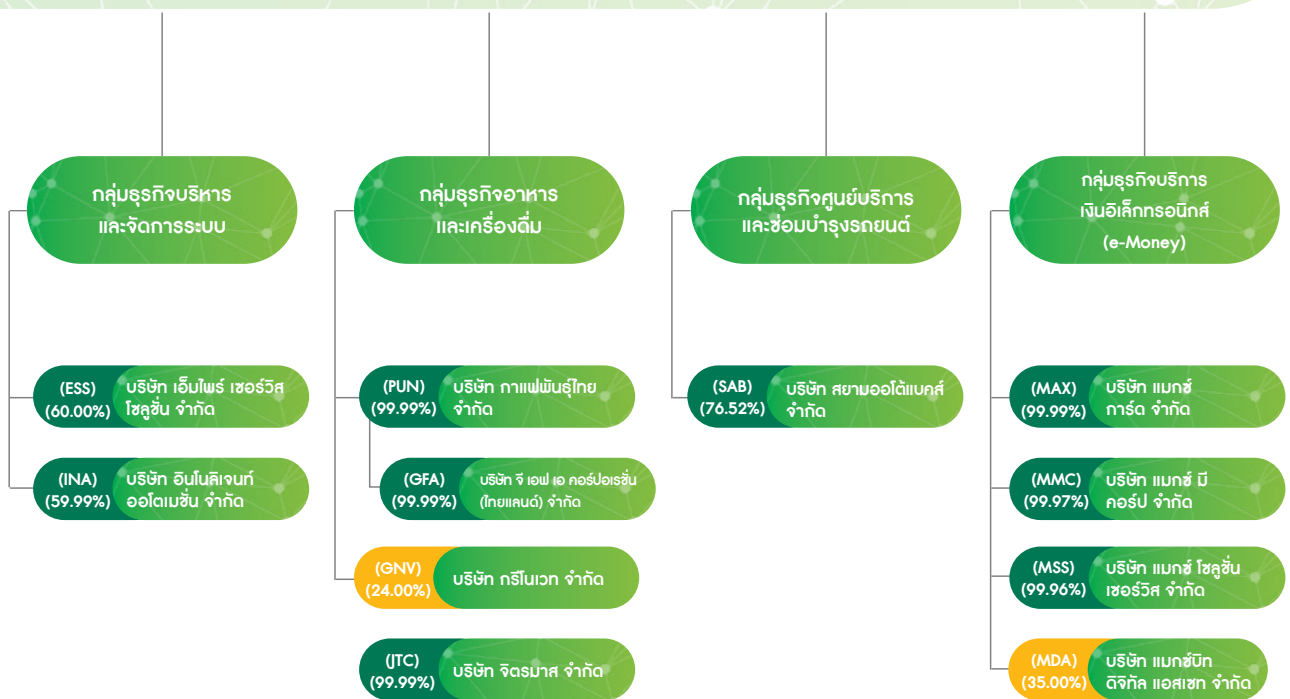 กลุ่มธุรกิจบริหาร
และจัดการระบบ
(ESS)
(60.00%)
บริษัท เอ็มไพร์ เซอร์วิส
โซลูชั่น จำกัด
(INA)
(59.99%)
บริษัท อินโนลิเจนท์
ออโตเมชั่น จำกัด
กลุ่มธุรกิจอาหาร
และเครื่องดื่ม
(PUN)
(99.99%)
บริษัท กาแฟพันธุ์ไทย
จำกัด
(GFA)
(99.99%)
บริษัท จี เอฟ เอ คอร์ปอเรชั่น
(ไทยแลนด์) จำกัด
(GNV)
(24.00%)
บริษัท กรีโนเวท จำกัด
(JTC)
(99.99%)
บริษัท จิตรมาส จำกัด
กลุ่มธุรกิจศูนย์บริการ
และซ่อมบำรุงรถยนต์
(SAB)
(76.52%)
บริษัท สยามออโต้แบคส์
จำกัด
กลุ่มธุรกิจบริการ
เงินอิเล็กทรอนิกส์
(e-Money)
(MAX)
(99.99%)
บริษัท แมกซ์
การ์ด จำกัด
(MMC)
(99.97%)
บริษัท แมกซ์ มี
คอร์ป จำกัด
(MSS)
(99.96%)
บริษัท แมกซ์ โซลูชั่น
เซอร์วิส จำกัด
(MDA)
(35.00%)
บริษัท แมกซ์บิท
ดิจิทัล แอสเซท จำกัด